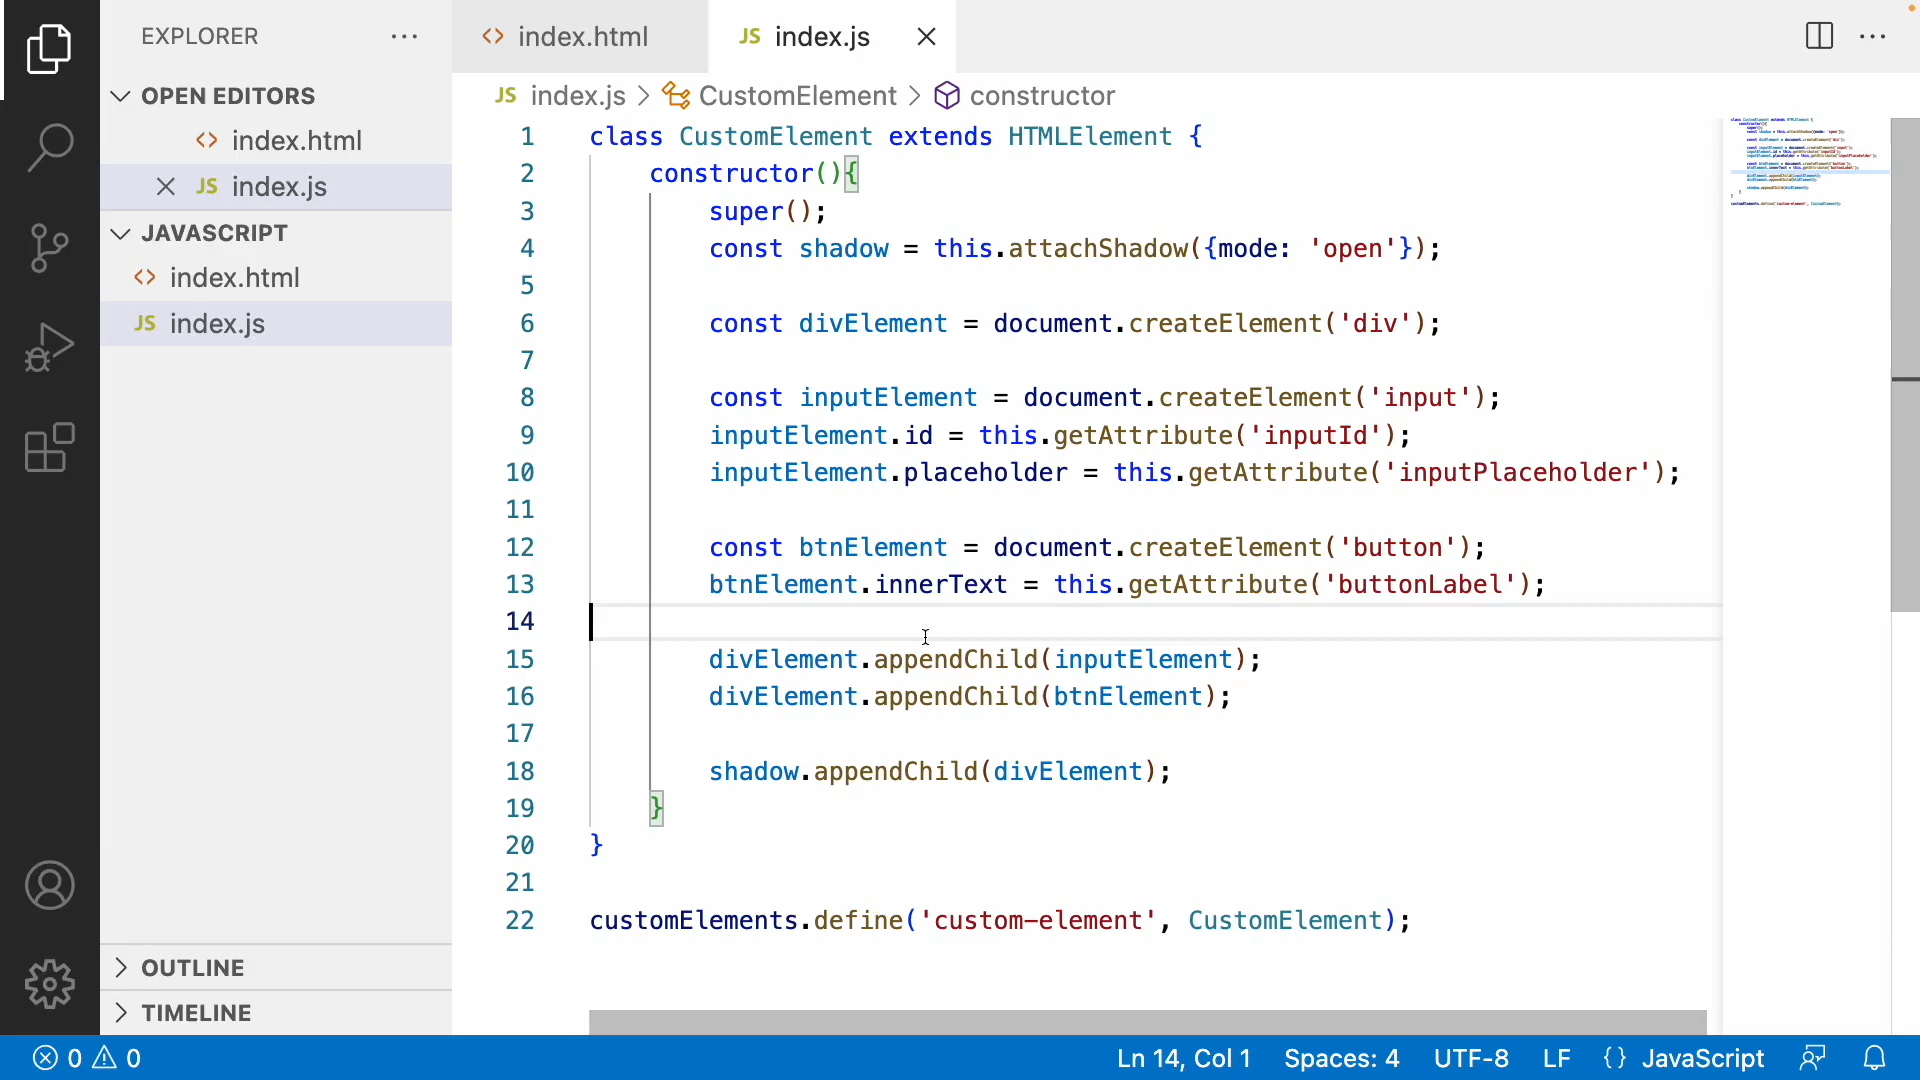 EXPLORER
index.html
JS index.js
OPEN EDITORS
index.html
JS index.js
JAVASCRIPT
index.html
JS index.js
OUTLINE
TIMELINE
JS index.js > CustomElement > constructor
1 class CustomElement extends HTMLElement {
2 constructor(){
3 super();
4 const shadow = this.attachShadow({mode: 'open'});
5
6 const divElement = document.createElement('div');
7
8 const inputElement = document.createElement('input');
9 inputElement.id = this.getAttribute('inputId');
10 inputElement.placeholder = this.getAttribute('inputPlaceholder');
11
12 const btnElement = document.createElement('button');
13 btnElement.innerText = this.getAttribute('buttonLabel');
14
15 divElement.appendChild(inputElement);
16 divElement.appendChild(btnElement);
17
18 shadow.appendChild(divElement);
19 }
20 }
21
22 customElements.define('custom-element', CustomElement);
0 0
Ln 14, Col 1 Spaces: 4 UTF-8 LF {} JavaScript